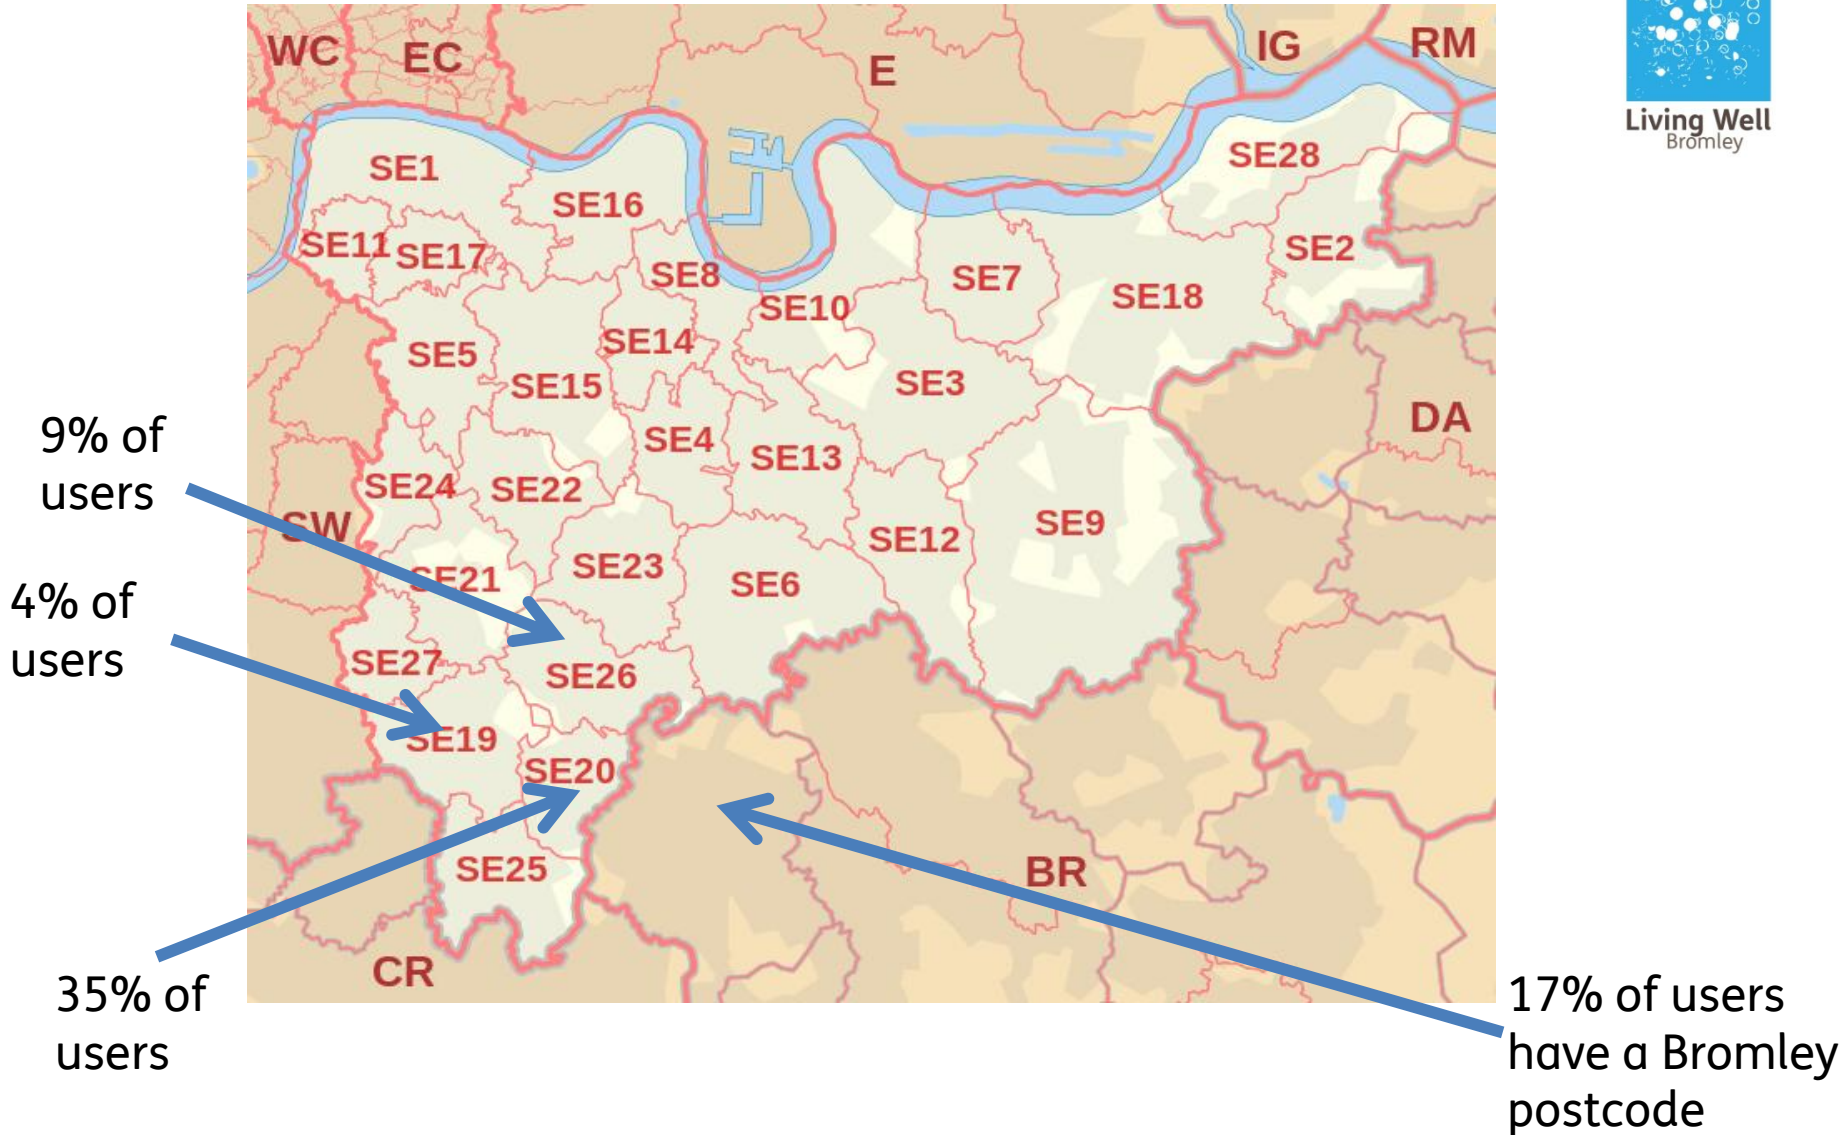 WC
EC
E
IG
RM
Living Well
Bromley
SE1
SE28
SE16
SE11
SE17
SE2
SE8
SE7
SE18
SE10
SE14
SE5
SE15
SE3
DA
9% of
users
SE4
SE13
SE24
SE22
SW
SE12
SE9
SE23
SE21
SE6
4% of
users
SE27
SE26
SE19
SE20
SE25
BR
CR
35% of
users
17% of users
have a Bromley
postcode